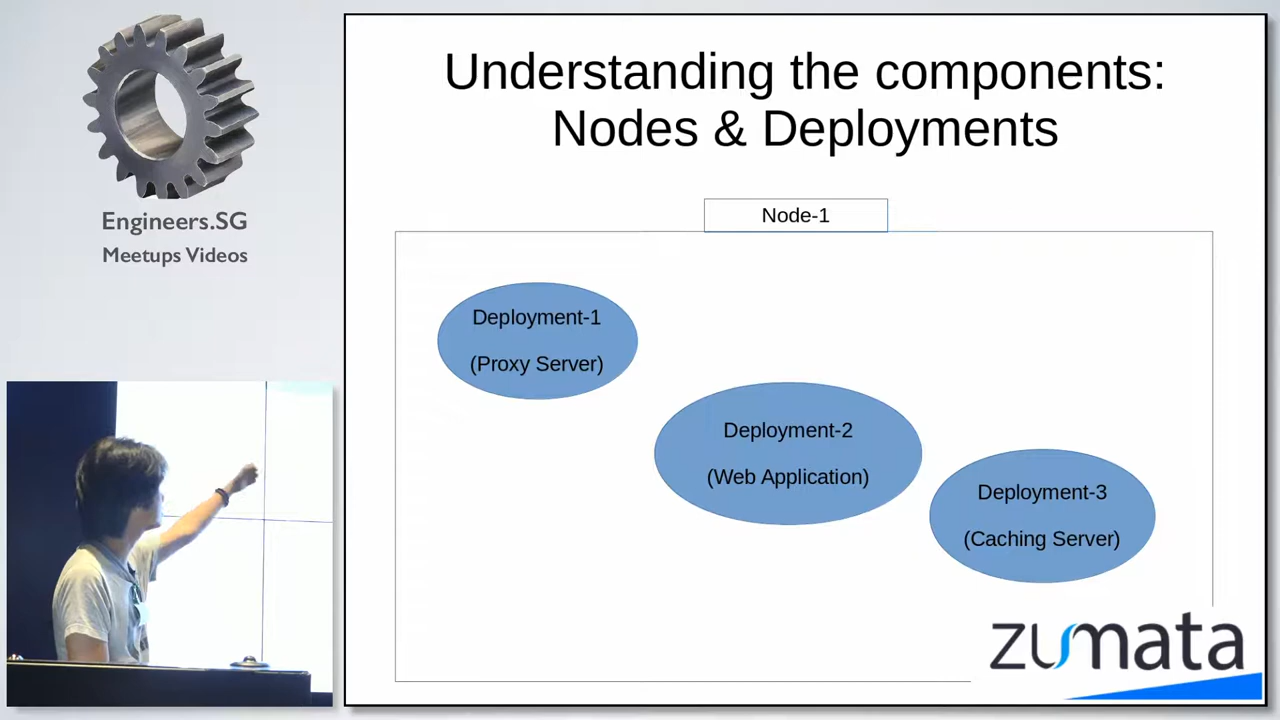 Engineers.SG
Meetups Videos
Understanding the components:
Nodes & Deployments
Node-1
Deployment-1
(Proxy Server)
Deployment-2
(Web Application)
Deployment-3
(Caching Server)
zumata